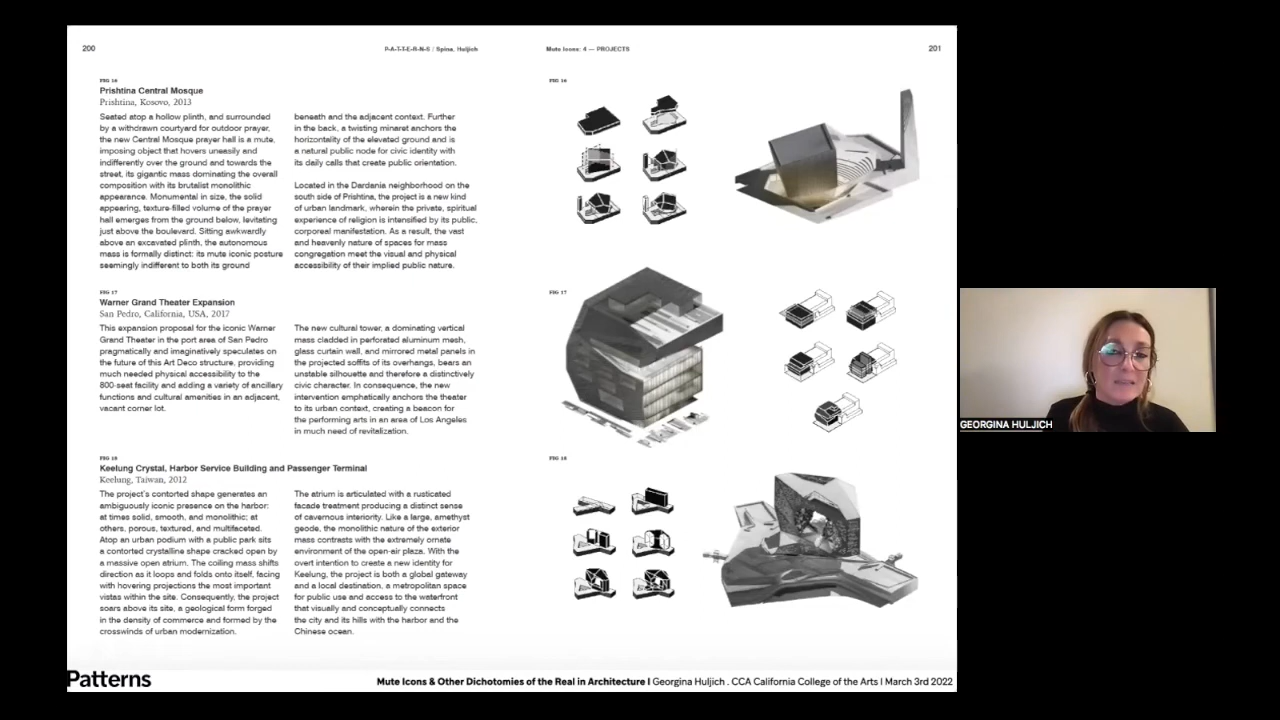 200
P-A-T-T-E-R-N-S / Spina, Huljich
Mute Icons: 4 — PROJECTS
201
FIG 16
Prishtina Central Mosque
Prishtina, Kosovo, 2013
Seated atop a hollow plinth, and surrounded
by a withdrawn courtyard for outdoor prayer,
the new Central Mosque prayer hall is a mute,
imposing object that hovers uneasily and
indifferently over the ground and towards the
street, its gigantic mass dominating the overall
composition with its brutalist monolithic
appearance. Monumental in size, the solid
appearing, texture-filled volume of the prayer
hall emerges from the ground below, levitating
just above the boulevard. Sitting awkwardly
above an excavated plinth, the autonomous
mass is formally distinct: its mute iconic posture
seemingly indifferent to both its ground
beneath and the adjacent context. Further
in the back, a twisting minaret anchors the
horizontality of the elevated ground and is
a natural public node for civic identity with
its daily calls that create public orientation.
Located in the Dardania neighborhood on the
south side of Prishtina, the project is a new kind
of urban landmark, wherein the private, spiritual
experience of religion is intensified by its public,
corporeal manifestation. As a result, the vast
and heavenly nature of spaces for mass
congregation meet the visual and physical
accessibility of their implied public nature.
FIG 16
FIG 17
Warner Grand Theater Expansion
San Pedro, California, USA, 2017
This expansion proposal for the iconic Warner
Grand Theater in the port area of San Pedro
pragmatically and imaginatively speculates on
the future of this Art Deco structure, providing
much needed physical accessibility to the
800-seat facility and adding a variety of ancillary
functions and cultural amenities in an adjacent,
vacant corner lot.
The new cultural tower, a dominating vertical
mass cladded in perforated aluminum mesh,
glass curtain wall, and mirrored metal panels in
the projected soffits of its overhangs, bears an
unstable silhouette and therefore a distinctively
civic character. In consequence, the new
intervention emphatically anchors the theater
to its urban context, creating a beacon for
the performing arts in an area of Los Angeles
in much need of revitalization.
FIG 17
FIG 18
Keelung Crystal, Harbor Service Building and Passenger Terminal
Keelung, Taiwan, 2012
The project's contorted shape generates an
ambiguously iconic presence on the harbor:
at times solid, smooth, and monolithic; at
others, porous, textured, and multifaceted.
Atop an urban podium with a public park sits
a contorted crystalline shape cracked open by
a massive open atrium. The coiling mass shifts
direction as it loops and folds onto itself, facing
with hovering projections the most important
vistas within the site. Consequently, the project
soars above its site, a geological form forged
in the density of commerce and formed by the
crosswinds of urban modernization.
The atrium is articulated with a rusticated
facade treatment producing a distinct sense
of cavernous interiority. Like a large, amethyst
geode, the monolithic nature of the exterior
mass contrasts with the extremely ornate
environment of the open-air plaza. With the
overt intention to create a new identity for
Keelung, the project is both a global gateway
and a local destination, a metropolitan space
for public use and access to the waterfront
that visually and conceptually connects
the city and its hills with the harbor and the
Chinese ocean.
FIG 18
GEORGINA HULJICH
Patterns
Mute Icons & Other Dichotomies of the Real in Architecture I Georgina Huljich . CCA California College of the Arts I March 3rd 2022